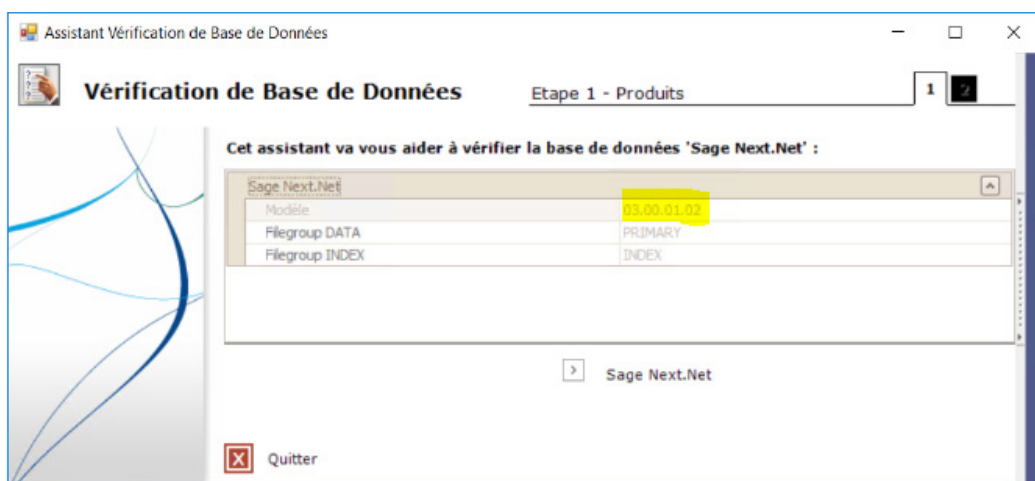 Assistant Vérification de Base de Données
Vérification de Base de Données
Etape 1 - Produits
1 2
Cet assistant va vous aider à vérifier la base de données 'Sage Next.Net' :
Sage Next.Net
Modèle 03.00.01.02
Filegroup DATA PRIMARY
Filegroup INDEX INDEX
Sage Next.Net
X Quitter